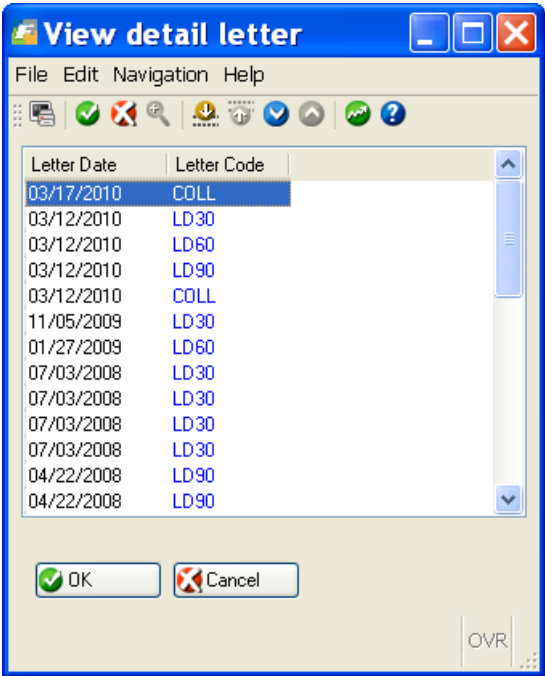 View detail letter
File Edit Navigation Help
Letter Date Letter Code
03/17/2010 COLL
03/12/2010 LD30
03/12/2010 LD60
03/12/2010 LD90
03/12/2010 COLL
11/05/2009 LD30
01/27/2009 LD60
07/03/2008 LD30
07/03/2008 LD30
07/03/2008 LD30
07/03/2008 LD30
04/22/2008 LD90
04/22/2008 LD90
OK Cancel
OVR